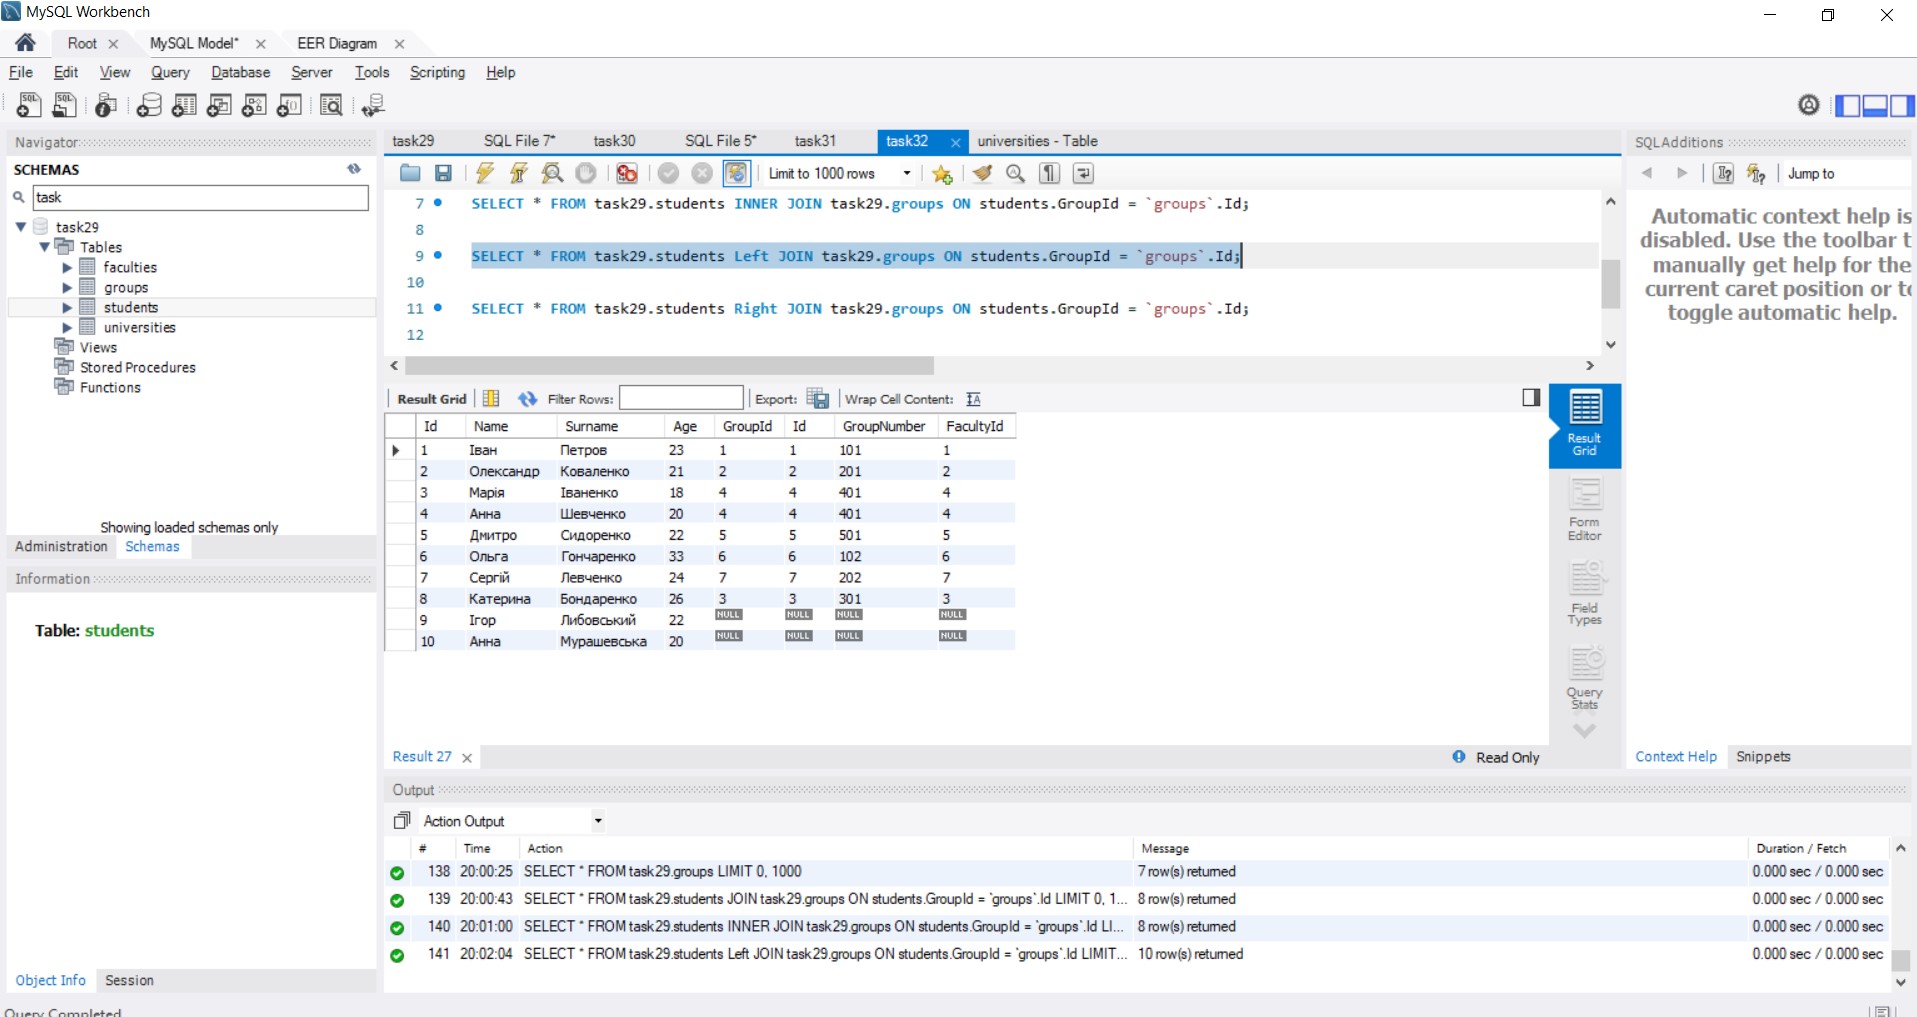 MySQL Workbench
Root MySQL Model* EER Diagram
File Edit View Query Database Server Tools Scripting Help
Navigator
SCHEMAS
task
task29
Tables
faculties
groups
students
universities
Views
Stored Procedures
Functions
Showing loaded schemas only
Administration Schemas
Information
Table: students
Object Info Session
Query Completed
task29 SQL File 7* task30 SQL File 5* task31 task32 universities - Table
Limit to 1000 rows
7 SELECT * FROM task29.students INNER JOIN task29.groups ON students.GroupId = `groups`.Id;
8
9 SELECT * FROM task29.students Left JOIN task29.groups ON students.GroupId = `groups`.Id;
10
11 SELECT * FROM task29.students Right JOIN task29.groups ON students.GroupId = `groups`.Id;
12
Result Grid Filter Rows: Export: Wrap Cell Content:
Id Name Surname Age GroupId Id GroupNumber FacultyId
1 Іван Петров 23 1 1 101 1
2 Олександр Коваленко 21 2 2 201 2
3 Марія Іваненко 18 4 4 401 4
4 Анна Шевченко 20 4 4 401 4
5 Дмитро Сидоренко 22 5 5 501 5
6 Ольга Гончаренко 33 6 6 102 6
7 Сергій Левченко 24 7 7 202 7
8 Катерина Бондаренко 26 3 3 301 3
9 Ігор Либовський 22 NULL NULL NULL NULL
10 Анна Мурашевська 20 NULL NULL NULL NULL
Result
Grid
Form
Editor
Field
Types
Query
Stats
Result 27 Read Only
Output
Action Output
# Time Action Message Duration / Fetch
138 20:00:25 SELECT * FROM task29.groups LIMIT 0, 1000 7 row(s) returned 0.000 sec / 0.000 sec
139 20:00:43 SELECT * FROM task29.students JOIN task29.groups ON students.GroupId = `groups`.Id LIMIT 0, 1... 8 row(s) returned 0.000 sec / 0.000 sec
140 20:01:00 SELECT * FROM task29.students INNER JOIN task29.groups ON students.GroupId = `groups`.Id LI... 8 row(s) returned 0.000 sec / 0.000 sec
141 20:02:04 SELECT * FROM task29.students Left JOIN task29.groups ON students.GroupId = `groups`.Id LIMIT... 10 row(s) returned 0.000 sec / 0.000 sec
SQLAdditions
Jump to
Automatic context help is
disabled. Use the toolbar t
manually get help for the
current caret position or to
toggle automatic help.
Context Help Snippets